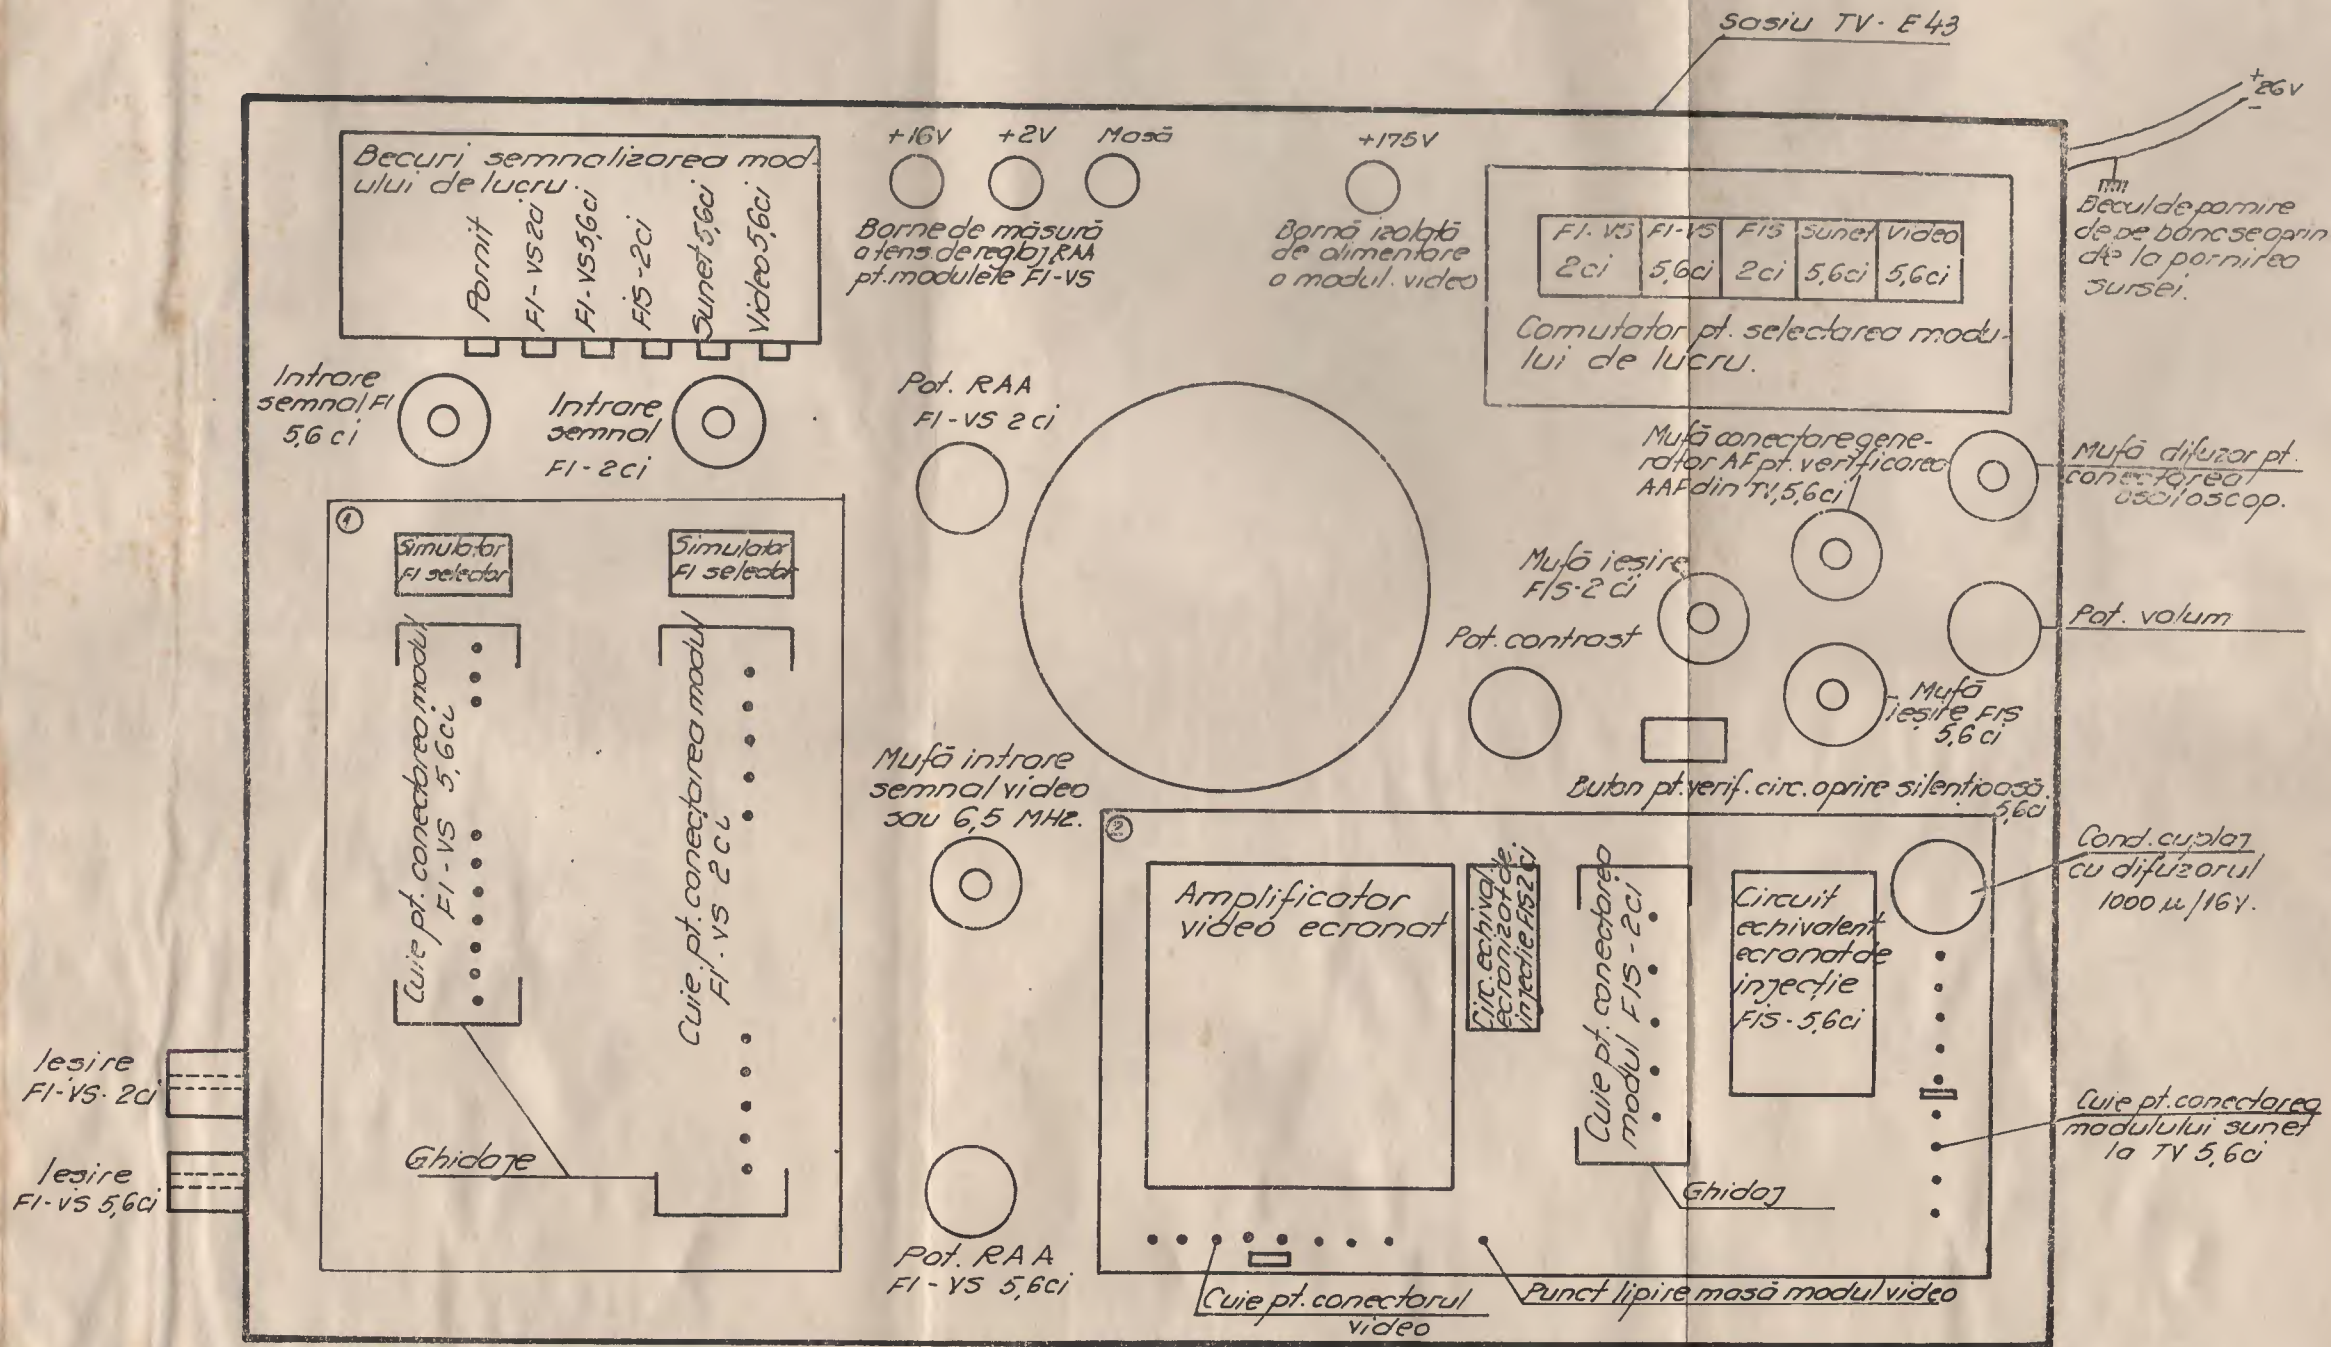 Sasiu TV - E43
+
26V
-
Becul de pornire
de pe banc se aprin
de la pornirea
sursei.
Becuri semnalizarea mod-
ului de lucru.
Pornit
FI-VS 2ci
FI-VS 5,6ci
FIS-2ci
Sunet 5,6ci
Video 5,6ci
+16V
+2V
Masă
Borne de măsură
a tens. de reglaj RAA
pt. modulele FI-VS
+175V
Bornă izolată
de alimentare
a modul. video
FI-VS
2ci
FI-VS
5,6ci
FIS
2ci
Sunet
5,6ci
Video
5,6ci
Comutator pt. selectarea modu-
lui de lucru.
Intrare
semnal FI
5,6 ci
Intrare
semnal
FI-2ci
Pot. RAA
FI-VS 2ci
Mufă conectare gene-
rator AF pt. verificarea
AAF din TV, 5,6ci
Mufă difuzor pt.
conectarea
osciloscop.
Mufă ieșire
FIS-2ci
Pot. contrast
Pot. volum
Mufă
ieșire FIS
5,6 ci
Buton pt. verif. circ. oprire silențioasă.
5,6ci
1
Simulator
FI selector
Simulator
FI selector
Cuie pt. conectarea modul
FI-VS 5,6ci
Cuie pt. conectarea modul
FI-VS 2ci
Ghidaje
Iesire
FI-VS-2ci
Iesire
FI-VS 5,6ci
Mufă intrare
semnal video
sau 6,5 MHz.
Pot. RAA
FI-VS 5,6ci
2
Amplificator
video ecranat
Circ. echival.
ecranizat de
injectie FIS2ci
Cuie pt. conectarea
modul FIS-2ci
Circuit
echivalent
ecranat de
injecție
FIS-5,6ci
Ghidaj
Cond. cuplaj
cu difuzorul
1000 µ/16V.
Cuie pt. conectarea
modulului sunet
la TV 5,6ci
Cuie pt. conectorul
video
Punct lipire masă modul video